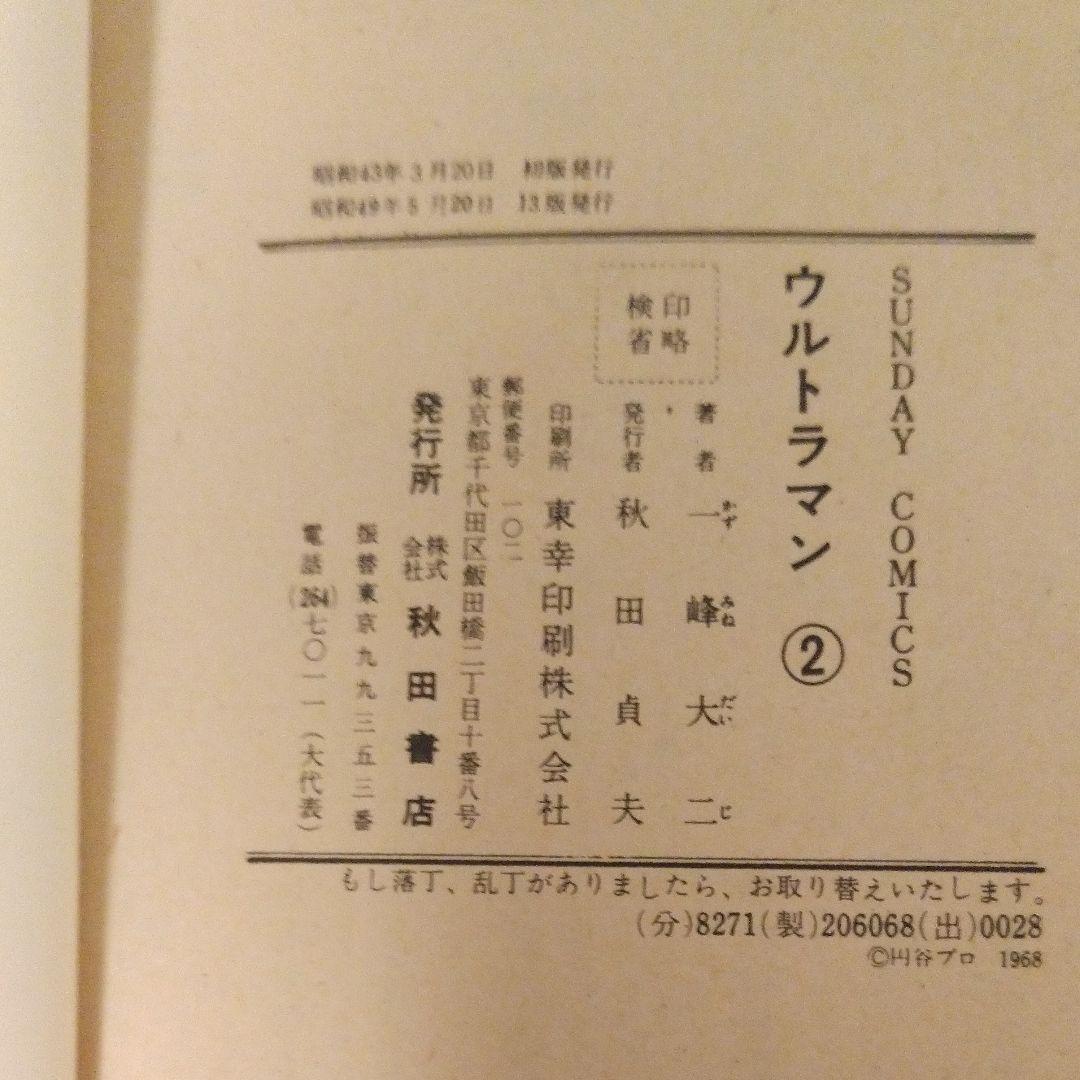 昭和43年3月20日 初版発行
昭和49年5月20日 13版発行
SUNDAY COMICS
ウルトラマン ②
検印
省略
著者 一峰大二
かず みね だい じ
発行者 秋田貞夫
印刷所 東幸印刷株式会社
郵便番号 一〇二
東京都千代田区飯田橋二丁目十番八号
発行所 株式会社 秋田書店
振替東京九九三五三番
電話(264)七〇一一(大代表)
もし落丁、乱丁がありましたら、お取り替えいたします。
(分)8271(製)206068(出)0028
©円谷プロ 1968